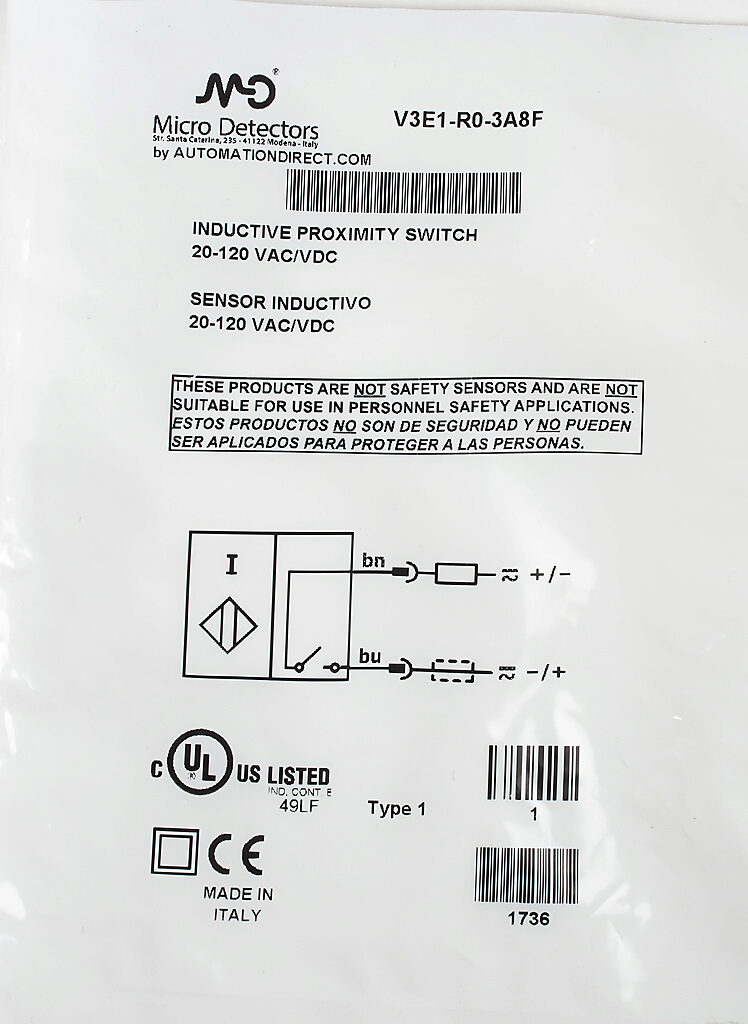 MD®
V3E1-R0-3A8F
Micro Detectors
Str. Santa Caterina, 235 - 41122 Modena - Italy
by AUTOMATIONDIRECT.COM
INDUCTIVE PROXIMITY SWITCH
20-120 VAC/VDC
SENSOR INDUCTIVO
20-120 VAC/VDC
THESE PRODUCTS ARE NOT SAFETY SENSORS AND ARE NOT
SUITABLE FOR USE IN PERSONNEL SAFETY APPLICATIONS.
ESTOS PRODUCTOS NO SON DE SEGURIDAD Y NO PUEDEN
SER APLICADOS PARA PROTEGER A LAS PERSONAS.
I
bn
+/-
bu
-/+
C UL® US LISTED
IND. CONT. E
49LF
Type 1
1
CE
MADE IN
ITALY
1736